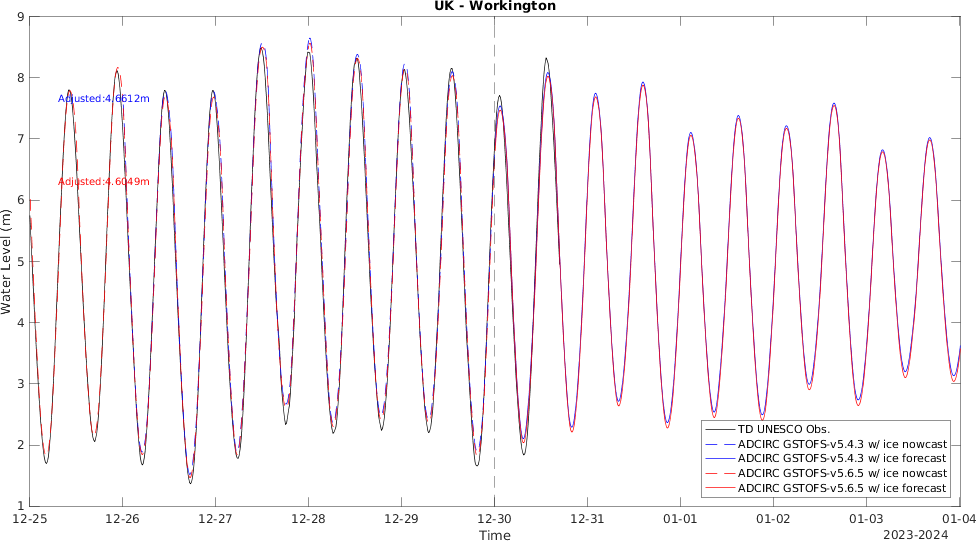 UK - Workington
9
8
7
6
5
4
3
2
1
Water Level (m)
Adjusted:4.6612m
Adjusted:4.6049m
TD UNESCO Obs.
ADCIRC GSTOFS-v5.4.3 w/ ice nowcast
ADCIRC GSTOFS-v5.4.3 w/ ice forecast
ADCIRC GSTOFS-v5.6.5 w/ ice nowcast
ADCIRC GSTOFS-v5.6.5 w/ ice forecast
12-25 12-26 12-27 12-28 12-29 12-30 12-31 01-01 01-02 01-03 01-04
Time
2023-2024